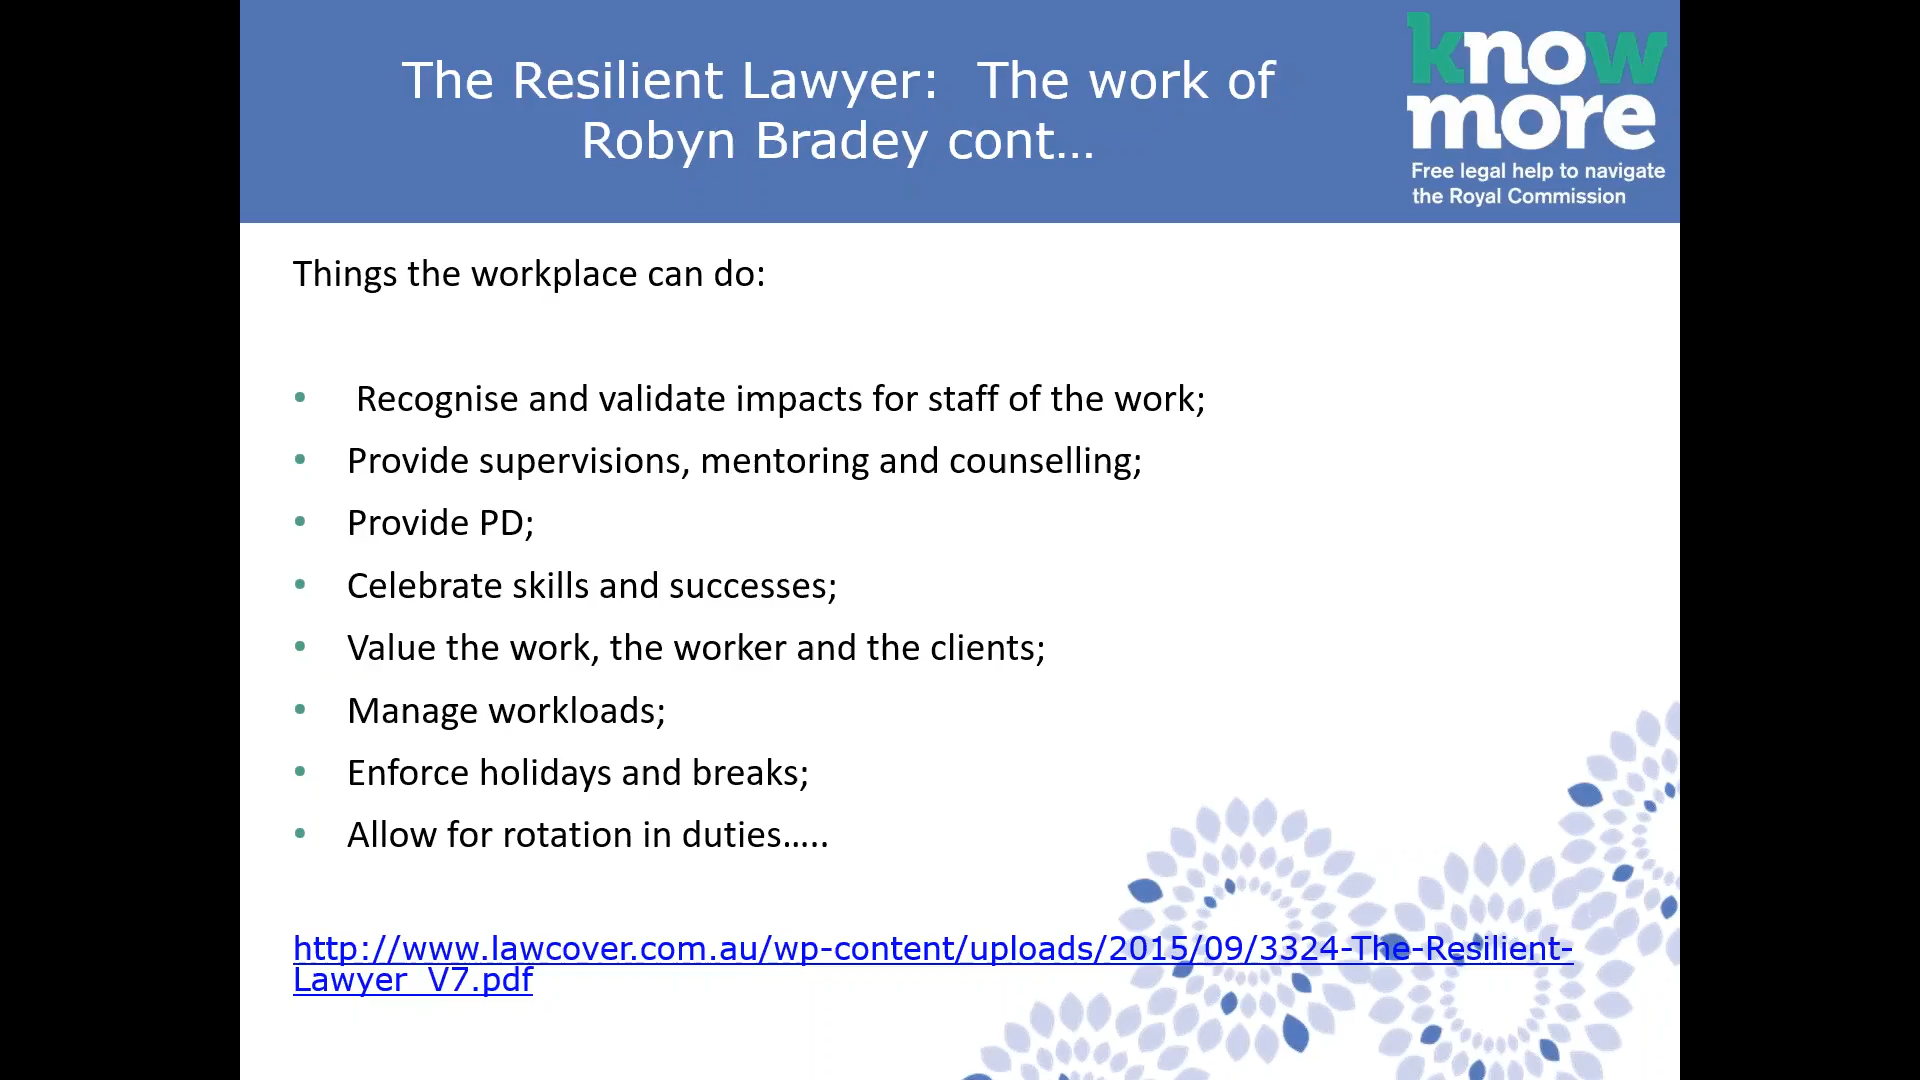 The Resilient Lawyer:  The work of
Robyn Bradey cont...
know
more
Free legal help to navigate
the Royal Commission
Things the workplace can do:
• Recognise and validate impacts for staff of the work;
• Provide supervisions, mentoring and counselling;
• Provide PD;
• Celebrate skills and successes;
• Value the work, the worker and the clients;
• Manage workloads;
• Enforce holidays and breaks;
• Allow for rotation in duties…..
http://www.lawcover.com.au/wp-content/uploads/2015/09/3324-The-Resilient-
Lawyer_V7.pdf